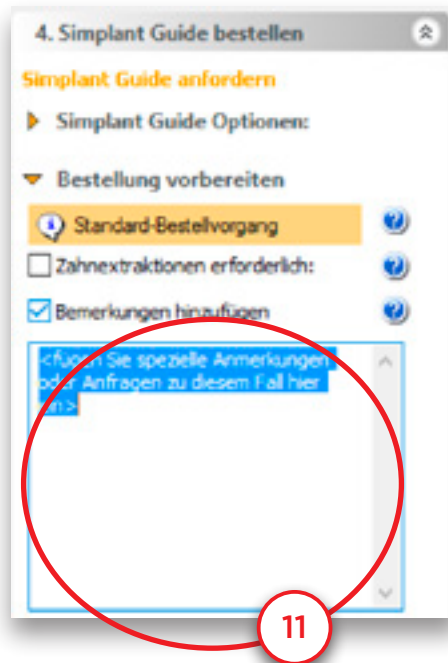 4. Simplant Guide bestellen
Simplant Guide anfordern
Simplant Guide Optionen:
Bestellung vorbereiten
Standard-Bestellvorgang
Zahnextraktionen erforderlich:
Bemerkungen hinzufügen
<fügen Sie spezielle Anmerkungen
oder Anfragen zu diesem Fall hier
ein>
11